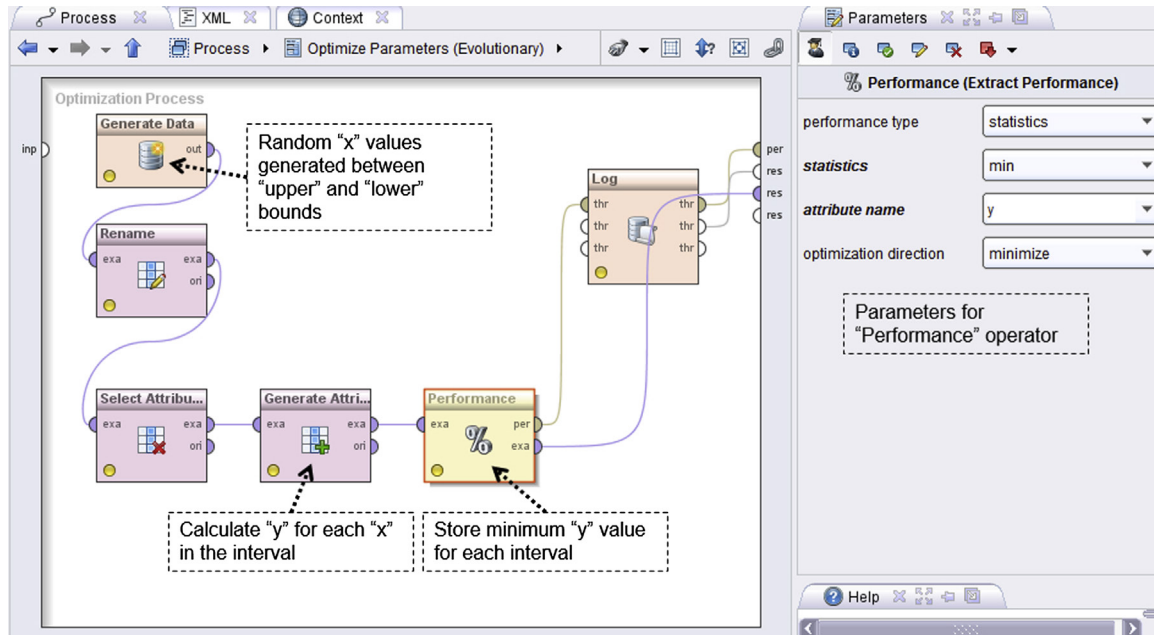 Process
XML
Context
Process
Optimize Parameters (Evolutionary)
Optimization Process
inp
Generate Data
out
Random “x” values
generated between
“upper” and “lower”
bounds
Rename
exa exa
ori
Select Attribu...
exa exa
ori
Generate Attri...
exa exa
ori
Performance
exa per
exa
Log
thr thr
thr thr
thr thr
per
res
res
res
Calculate “y” for each “x”
in the interval
Store minimum “y” value
for each interval
Parameters
Performance (Extract Performance)
performance type statistics
statistics min
attribute name y
optimization direction minimize
Parameters for
“Performance” operator
Help